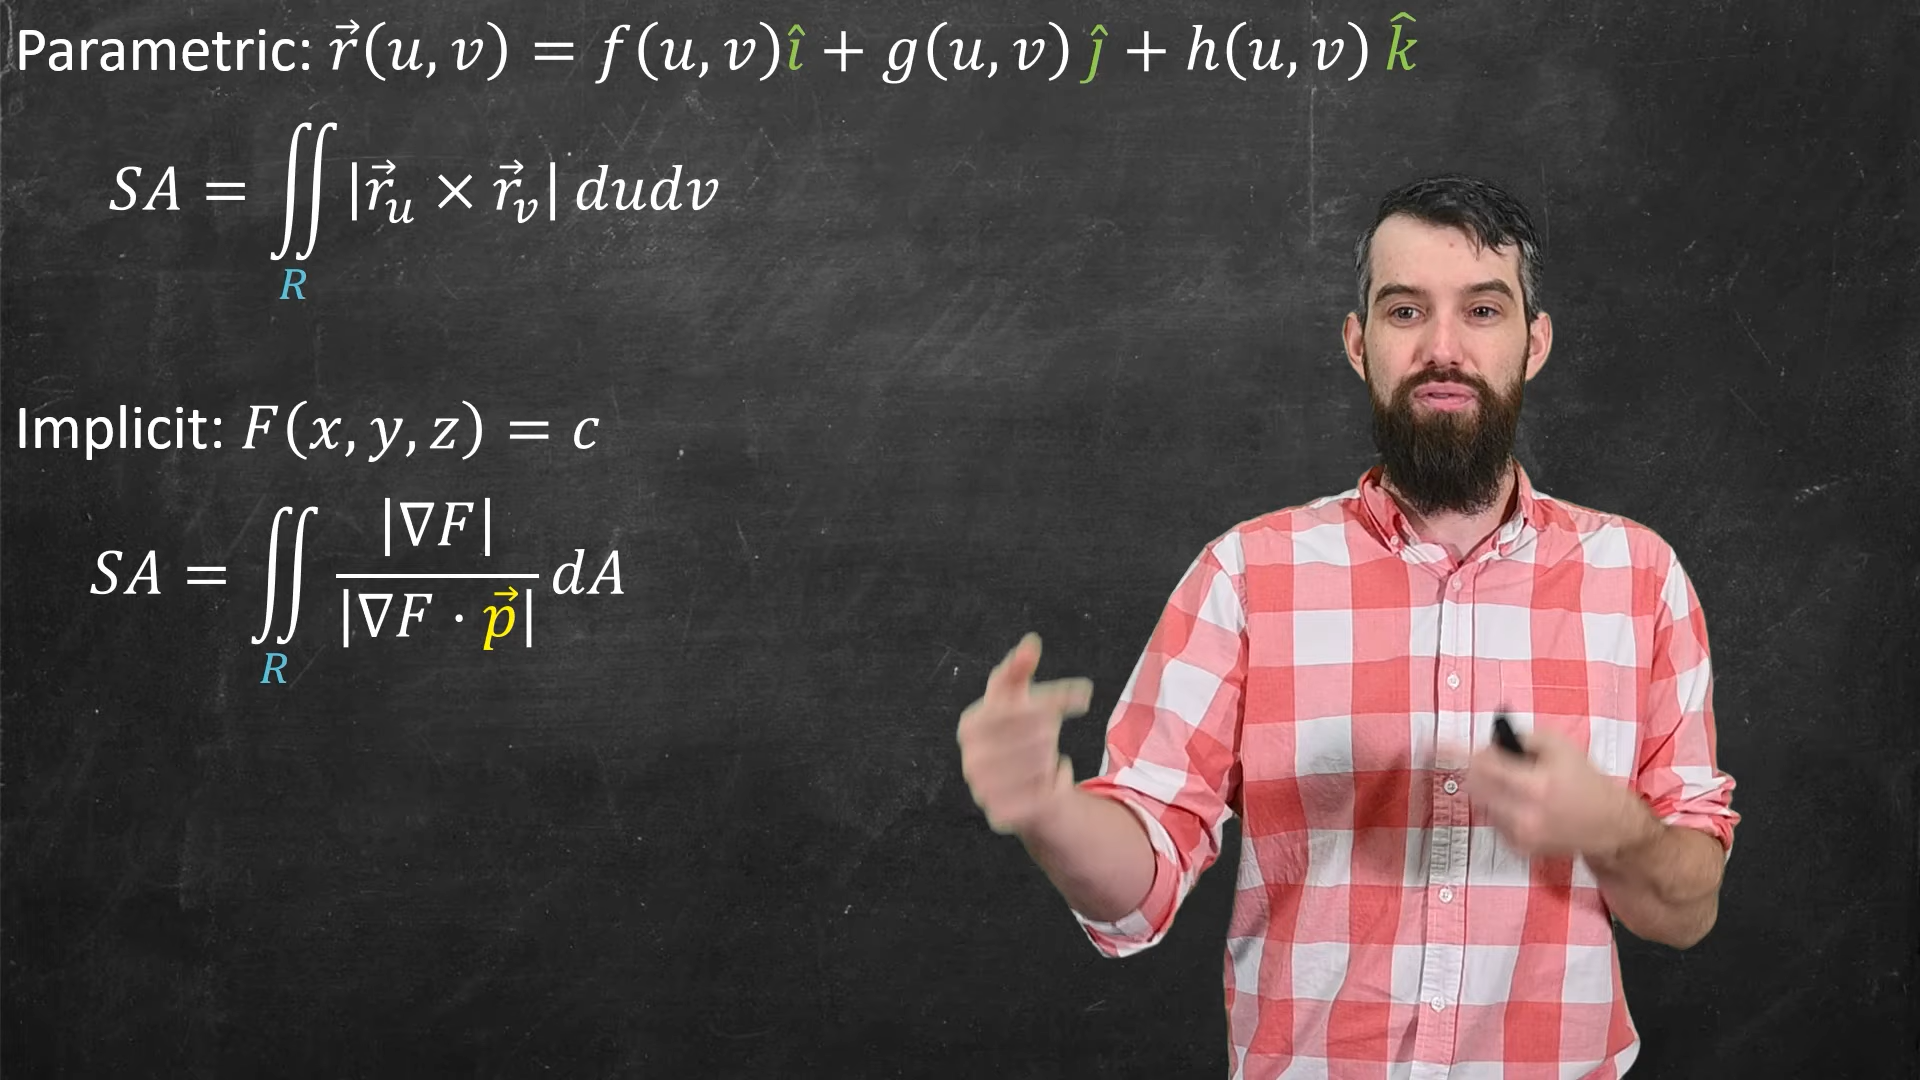 Parametric: r⃗(u, v) = f(u, v)î + g(u, v) ĵ + h(u, v) k̂
SA = ∬_R |r⃗_u × r⃗_v| dudv
Implicit: F(x, y, z) = c
SA = ∬_R |∇F| / |∇F · p⃗| dA